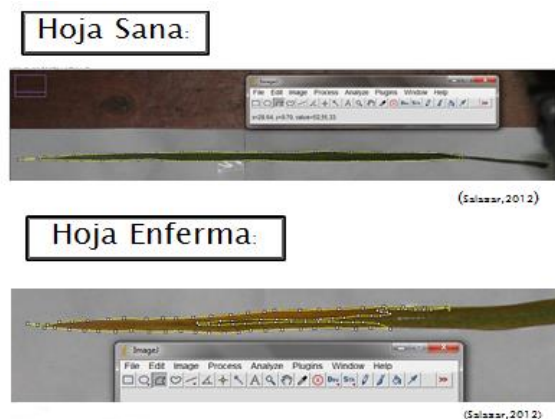 Hoja Sana:
ImageJ
File Edit Image Process Analyze Plugins Window Help
(Salazar, 2012)
Hoja Enferma:
ImageJ
File Edit Image Process Analyze Plugins Window Help
(Salazar, 2012)